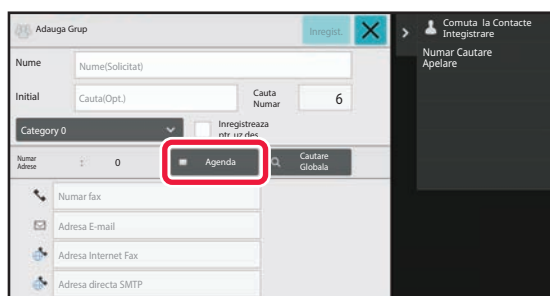 Adauga Grup
Inregist.
Comuta la Contacte
Integistrare
Numar Cautare
Apelare
Nume
Nume(Solicitat)
Initial
Cauta(Opt.)
Cauta
Numar
6
Category 0
Inregistreaza
ptr. uz des
Numar
Adrese
:
0
Agenda
Cautare
Globala
Numar fax
Adresa E-mail
Adresa Internet Fax
Adresa directa SMTP